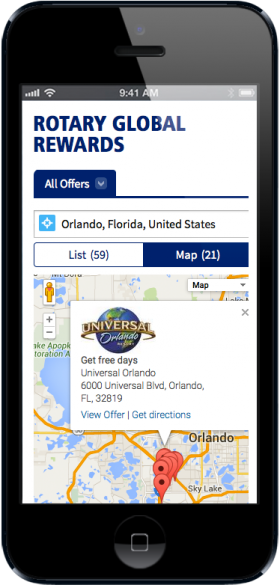 9:41 AM
ROTARY GLOBAL
REWARDS
All Offers
Orlando, Florida, United States
List (59)
Map (21)
Map
UNIVERSAL
Orlando
Get free days
Universal Orlando
6000 Universal Blvd, Orlando,
FL, 32819
View Offer | Get directions
Lake Apopk
toration A
Orlando
Sky Lake